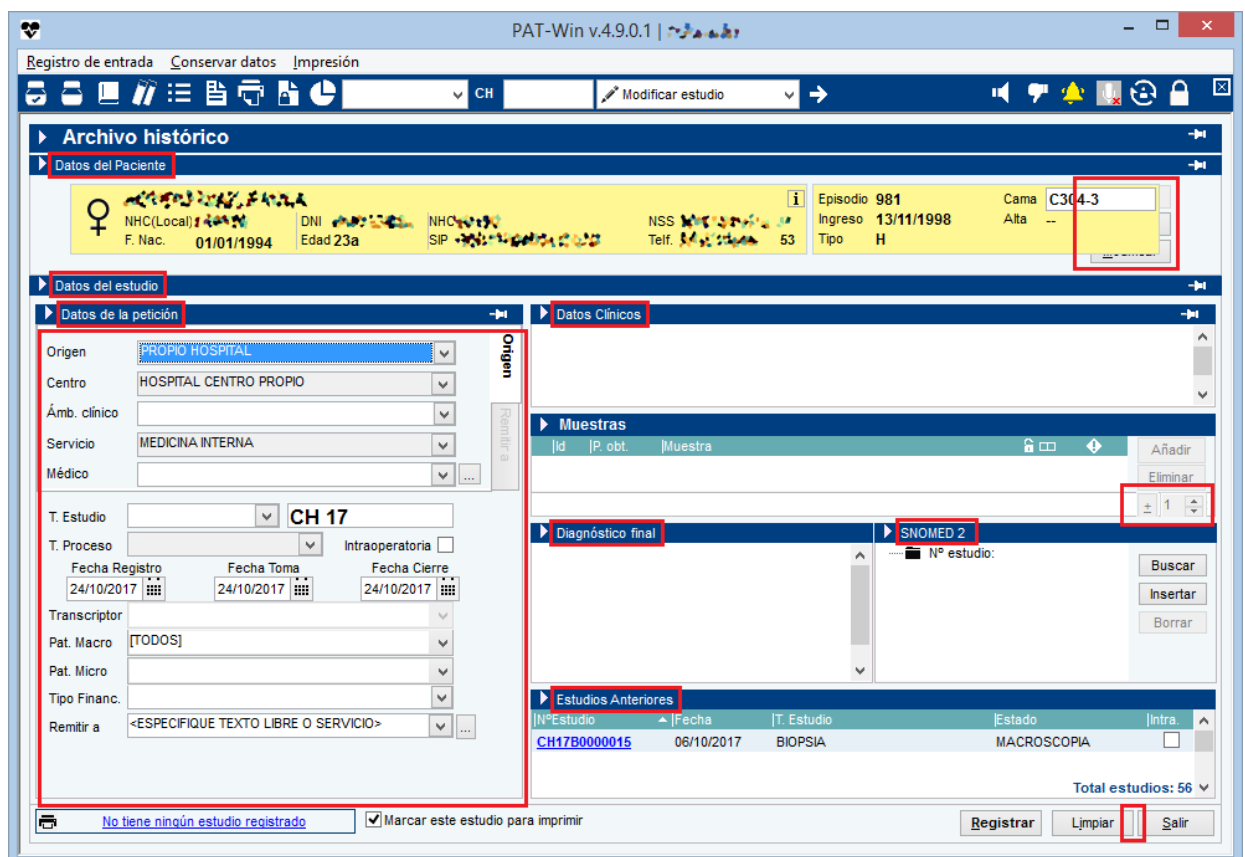 PAT-Win v.4.9.0.1 |
Registro de entrada Conservar datos Impresión
CH Modificar estudio
Archivo histórico
Datos del Paciente
i Episodio 981 Cama C304-3
NHC(Local) DNI NHC NSS Ingreso 13/11/1998 Alta --
F. Nac. 01/01/1994 Edad 23a SIP Telf. 53 Tipo H
Datos del estudio
Datos de la petición
Origen PROPIO HOSPITAL
Centro HOSPITAL CENTRO PROPIO
Ámb. clínico
Servicio MEDICINA INTERNA
Médico ...
Origen
Remitir a
T. Estudio CH 17
T. Proceso Intraoperatoria
Fecha Registro Fecha Toma Fecha Cierre
24/10/2017 24/10/2017 24/10/2017
Transcriptor
Pat. Macro [TODOS]
Pat. Micro
Tipo Financ.
Remitir a <ESPECIFIQUE TEXTO LIBRE O SERVICIO> ...
Datos Clínicos
Muestras
|Id |P. obt. |Muestra
Añadir
Eliminar
± 1
Diagnóstico final
SNOMED 2
Nº estudio:
Buscar
Insertar
Borrar
Estudios Anteriores
|NºEstudio |Fecha |T. Estudio |Estado |Intra.
CH17B0000015 06/10/2017 BIOPSIA MACROSCOPIA
Total estudios: 56
No tiene ningún estudio registrado Marcar este estudio para imprimir Registrar Limpiar Salir